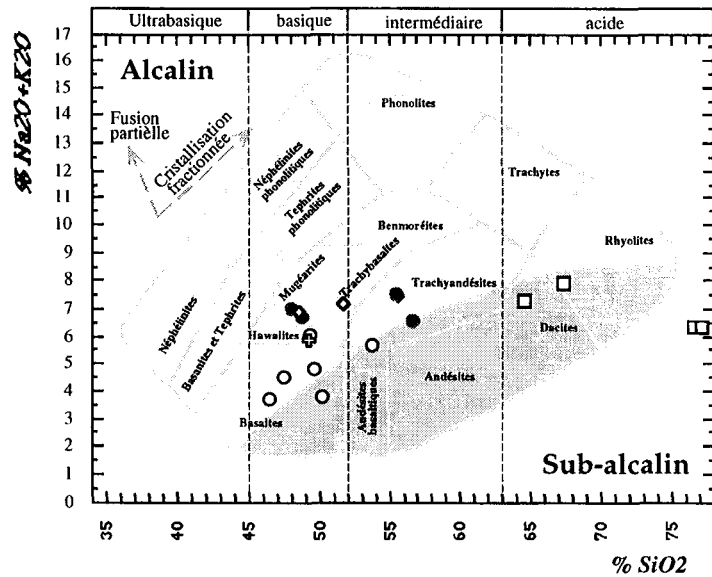 Ultrabasique
basique
intermédiaire
acide
17
16
15
14
13
12
11
10
9
8
7
6
5
4
3
2
1
0
% Na2O+K2O
Alcalin
Fusion
partièlle
Cristallisation
fractionnée
Phonolites
Trachytes
Néphélinites
phonolitiques
Tephrites
phonolitiques
Benmoréites
Rhyolites
Mugéarites
Trachybasaltes
Trachyandésites
Néphélinites
Basanites et Tephrites
Hawaïtes
Dacites
Basaltes
Andésites
basaltiques
Andésites
Sub-alcalin
35
40
45
50
55
60
65
70
75
% SiO2